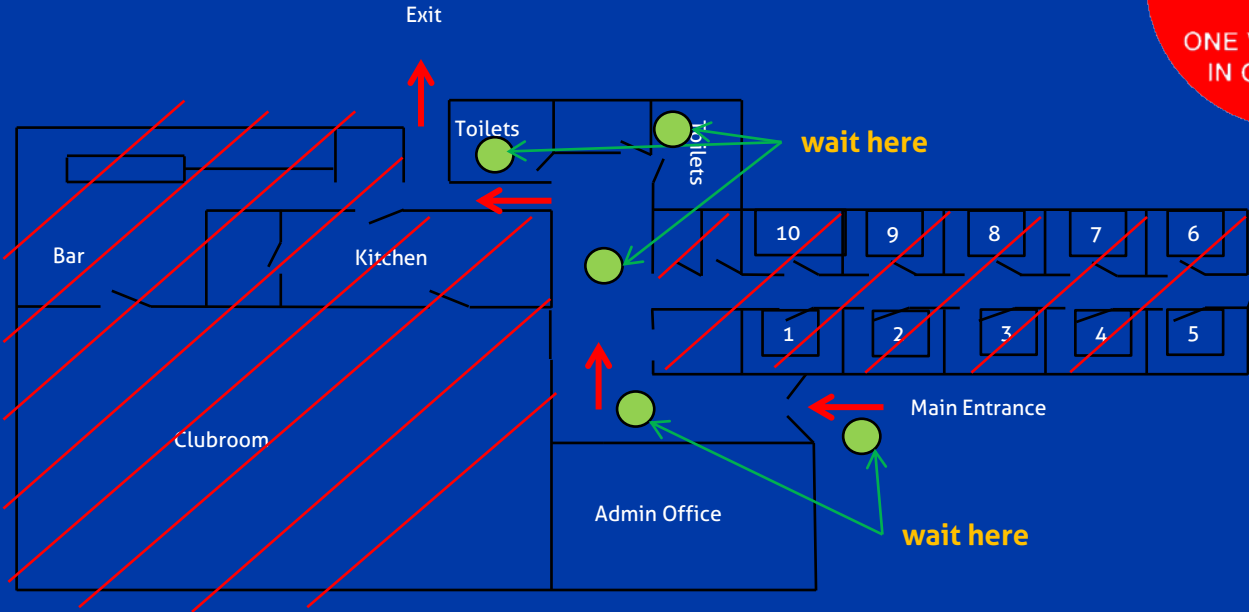 Exit
ONE
IN
Toilets
Toilets
wait here
10
9
8
7
6
Bar
Kitchen
1
2
3
4
5
Main Entrance
Clubroom
Admin Office
wait here